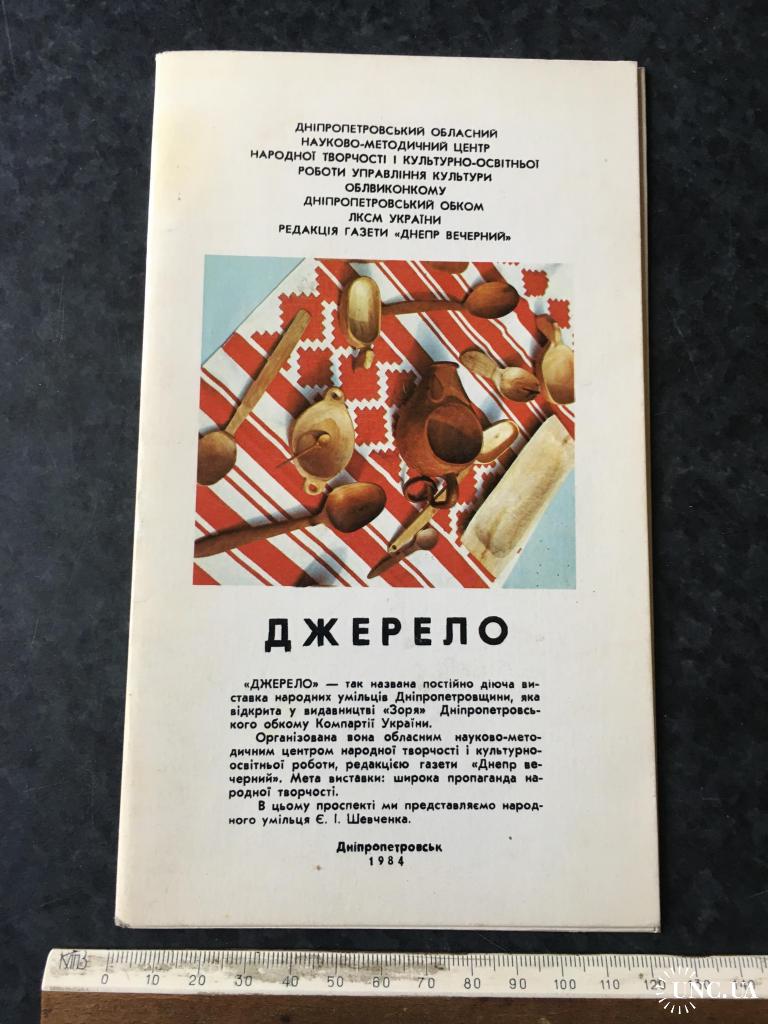 ДНІПРОПЕТРОВСЬКИЙ ОБЛАСНИЙ
НАУКОВО-МЕТОДИЧНИЙ ЦЕНТР
НАРОДНОЇ ТВОРЧОСТІ І КУЛЬТУРНО-ОСВІТНЬОЇ
РОБОТИ УПРАВЛІННЯ КУЛЬТУРИ
ОБЛВИКОНКОМУ
ДНІПРОПЕТРОВСЬКИЙ ОБКОМ
ЛКСМ УКРАЇНИ
РЕДАКЦІЯ ГАЗЕТИ «ДНЕПР ВЕЧЕРНИЙ»
ДЖЕРЕЛО
«ДЖЕРЕЛО» — так названа постійно діюча ви-
ставка народних умільців Дніпропетровщини, яка
відкрита у видавництві «Зоря» Дніпропетровсь-
кого обкому Компартії України.
Організована вона обласним науково-мето-
дичним центром народної творчості і культурно-
освітньої роботи, редакцією газети «Днепр ве-
черний». Мета виставки: широка пропаганда на-
родної творчості.
В цьому проспекті ми представляємо народ-
ного умільця Є. І. Шевченка.
Дніпропетровськ
1984
0 10 20 30 40 50 60 70 80 90 100 110 120 130 140
UNC.UA